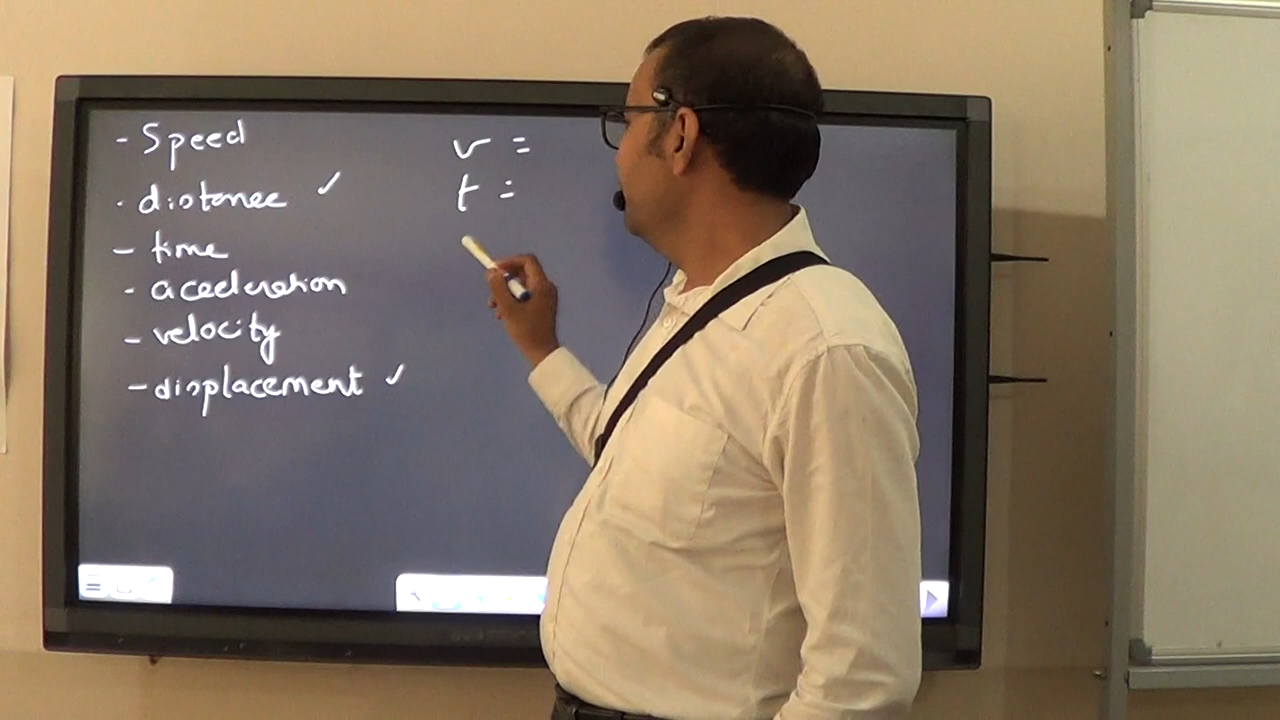 - Speed
- distance ✓
- time
- acceleration
- velocity
- displacement ✓
v =
t =